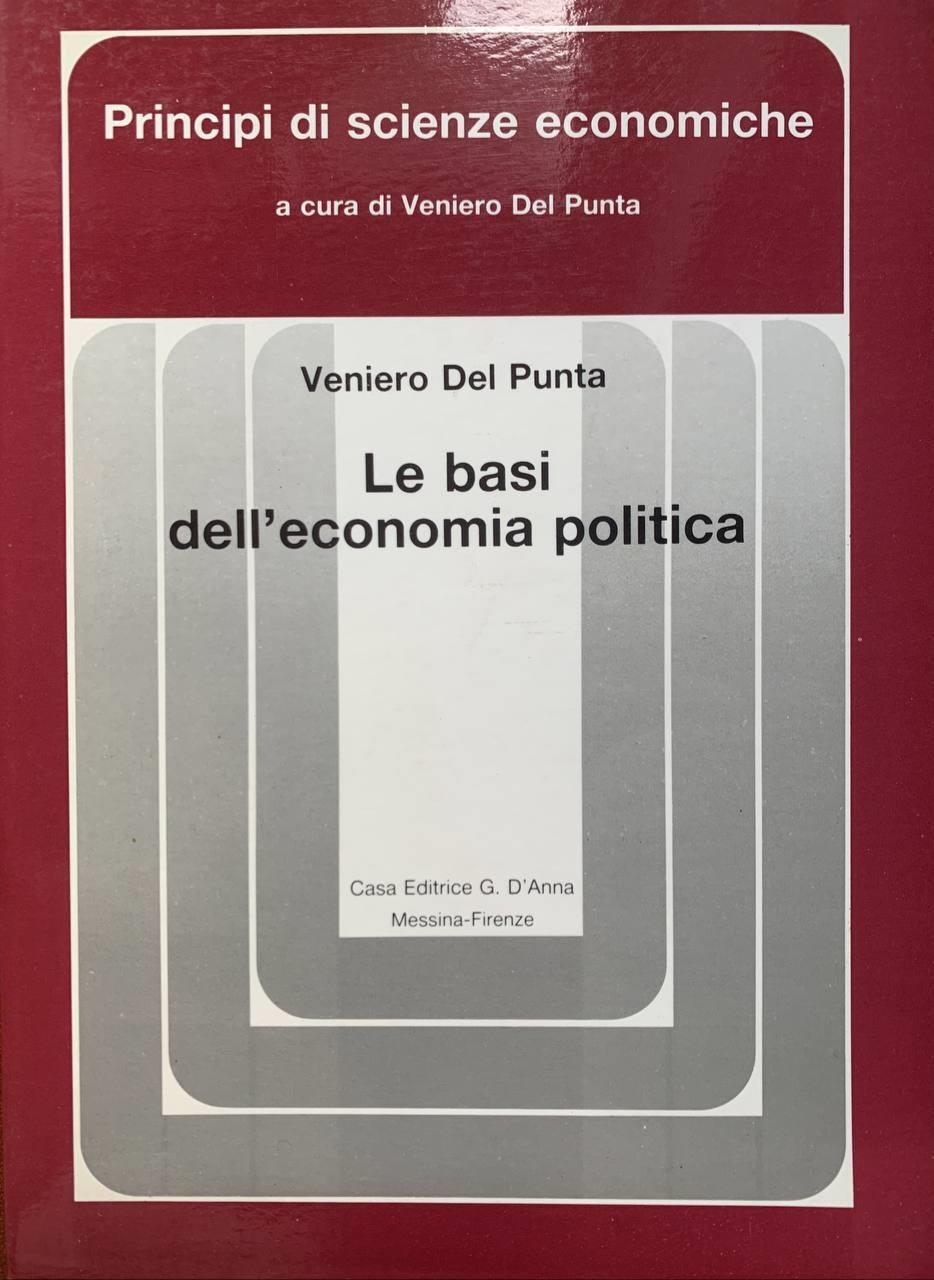 Principi di scienze economiche
a cura di Veniero Del Punta
Veniero Del Punta
Le basi
dell'economia politica
Casa Editrice G. D'Anna
Messina-Firenze